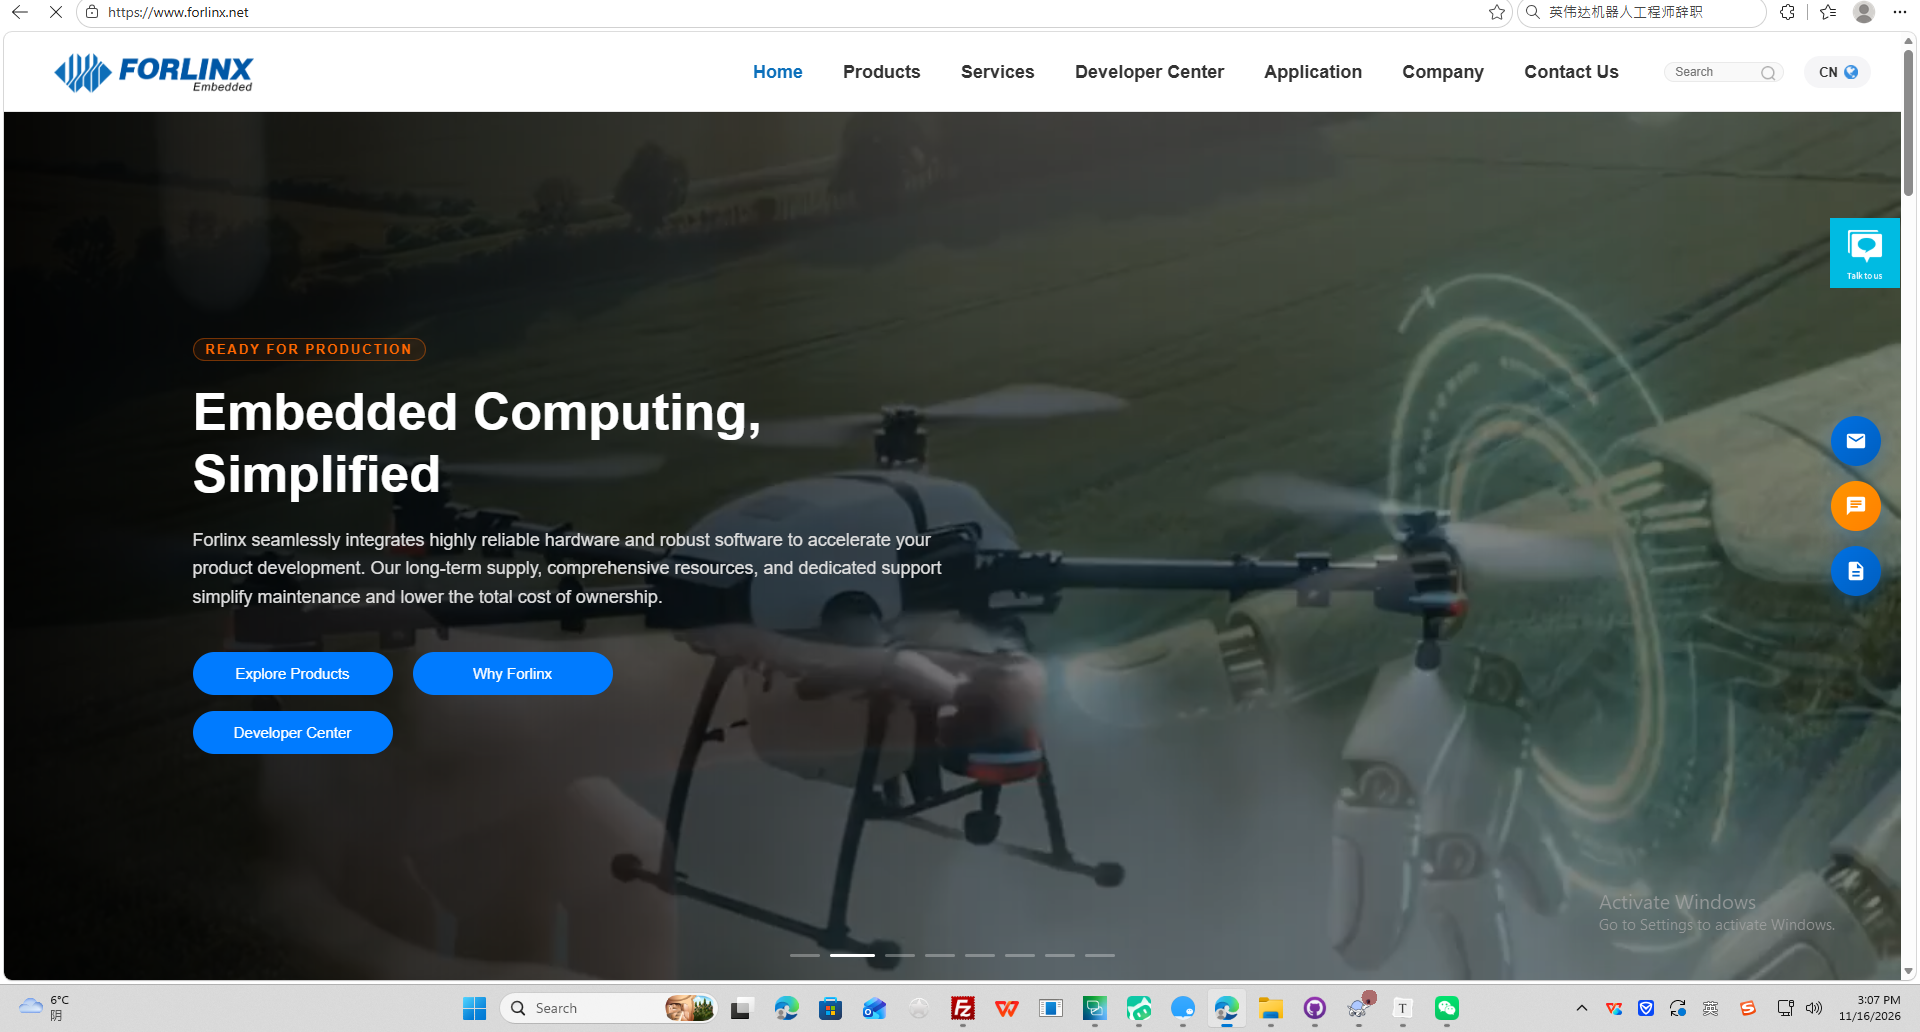 https://www.forlinx.net
英伟达机器人工程师辞职
FORLINX
Embedded
Home
Products
Services
Developer Center
Application
Company
Contact Us
Search
CN
Talk to us
READY FOR PRODUCTION
Embedded Computing,
Simplified
Forlinx seamlessly integrates highly reliable hardware and robust software to accelerate your
product development. Our long-term supply, comprehensive resources, and dedicated support
simplify maintenance and lower the total cost of ownership.
Explore Products
Why Forlinx
Developer Center
Activate Windows
Go to Settings to activate Windows.
6°C
阴
Search
英
3:07 PM
11/16/2026